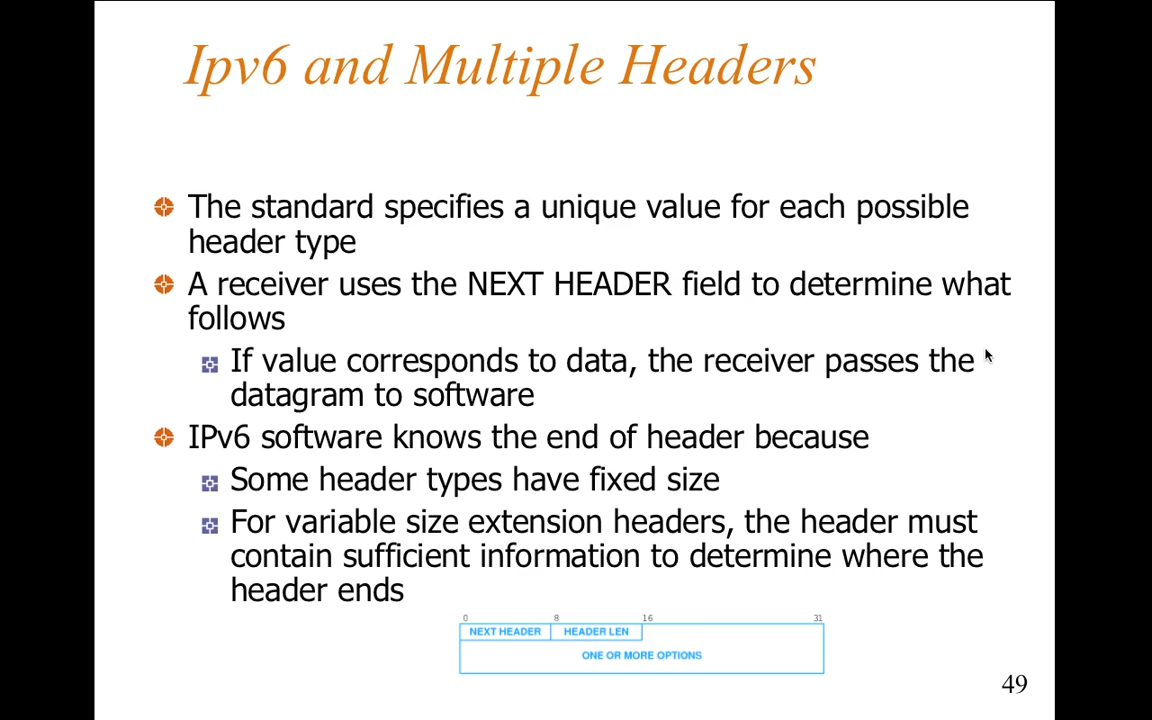 Ipv6 and Multiple Headers
The standard specifies a unique value for each possible
header type
A receiver uses the NEXT HEADER field to determine what
follows
If value corresponds to data, the receiver passes the
datagram to software
IPv6 software knows the end of header because
Some header types have fixed size
For variable size extension headers, the header must
contain sufficient information to determine where the
header ends
0 8 16 31
NEXT HEADER HEADER LEN
ONE OR MORE OPTIONS
49